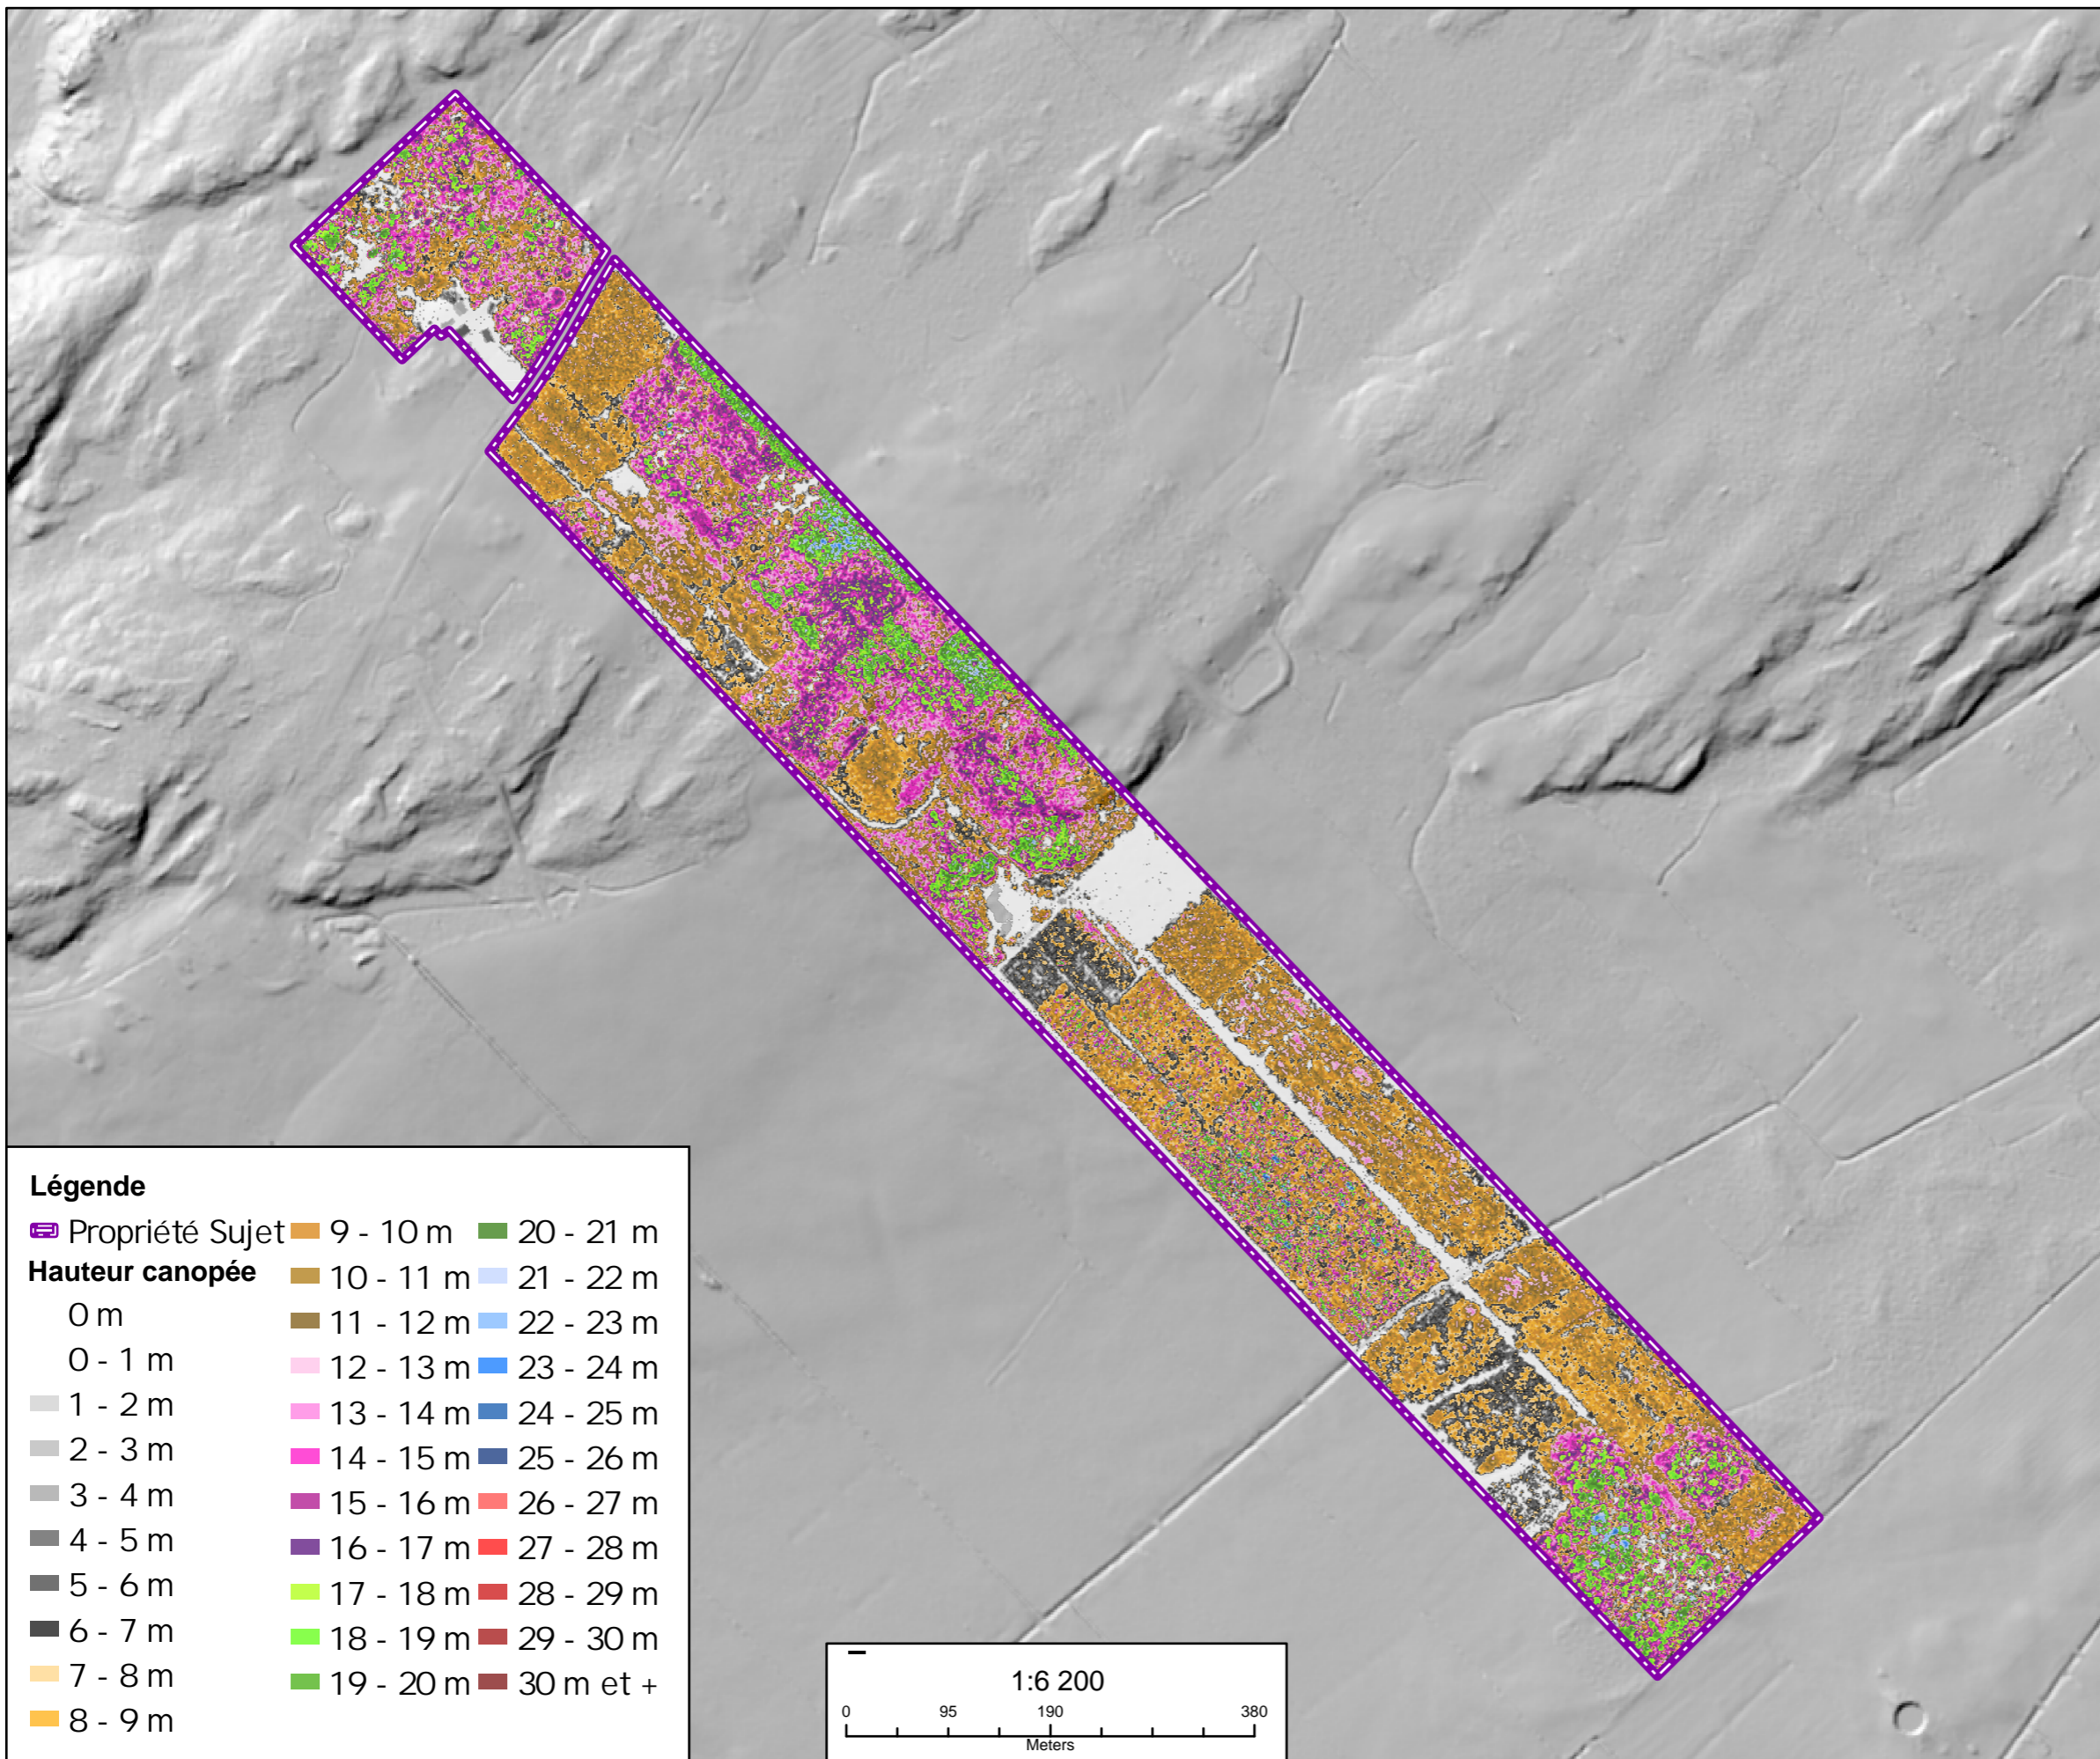 Légende
Propriété Sujet
Hauteur canopée
0 m
0 - 1 m
1 - 2 m
2 - 3 m
3 - 4 m
4 - 5 m
5 - 6 m
6 - 7 m
7 - 8 m
8 - 9 m
9 - 10 m
10 - 11 m
11 - 12 m
12 - 13 m
13 - 14 m
14 - 15 m
15 - 16 m
16 - 17 m
17 - 18 m
18 - 19 m
19 - 20 m
20 - 21 m
21 - 22 m
22 - 23 m
23 - 24 m
24 - 25 m
25 - 26 m
26 - 27 m
27 - 28 m
28 - 29 m
29 - 30 m
30 m et +
1:6 200
0 95 190 380
Meters